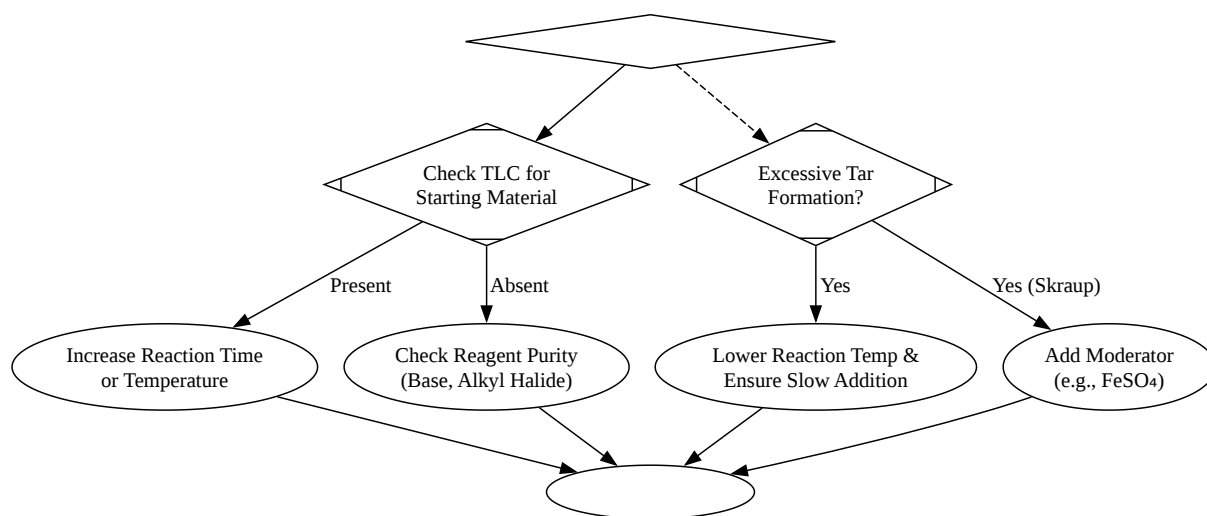 Check TLC for
Starting Material
Excessive Tar
Formation?
Present
Absent
Yes
Yes (Skraup)
Increase Reaction Time
or Temperature
Check Reagent Purity
(Base, Alkyl Halide)
Lower Reaction Temp &
Ensure Slow Addition
Add Moderator
(e.g., FeSO₄)